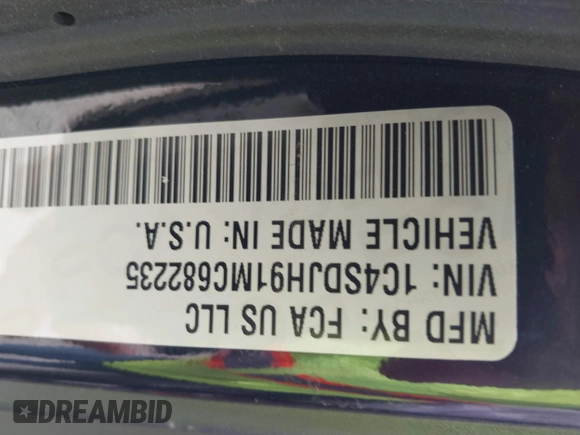 MFD BY: FCA US LLC
VIN: 1C4SDJH91MC682235
VEHICLE MADE IN: U.S.A.
DREAMBID